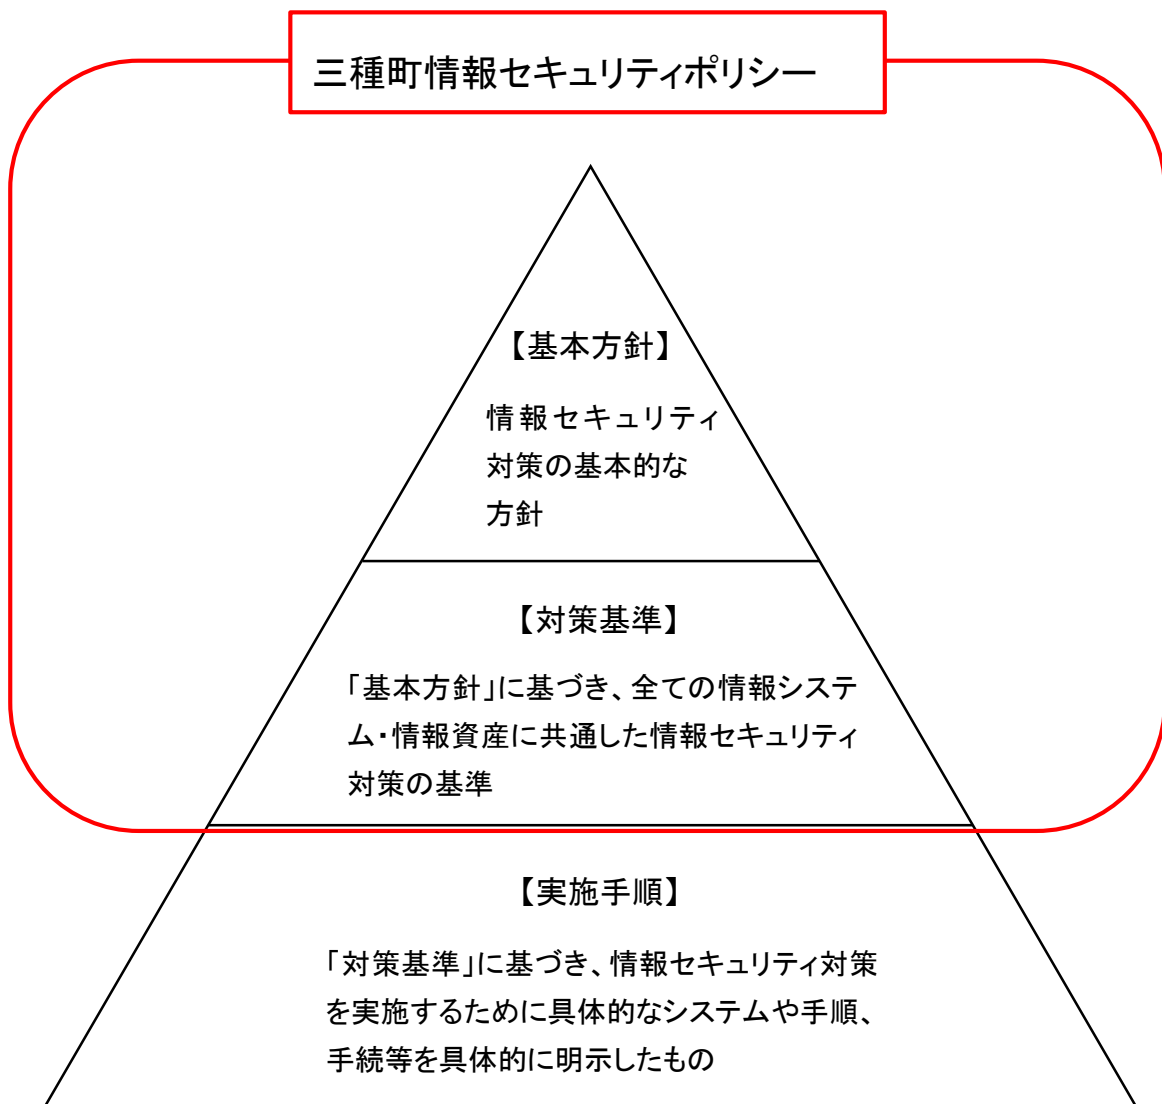 三種町情報セキュリティポリシー
【基本方針】
情報セキュリティ
対策の基本的な
方針
【対策基準】
「基本方針」に基づき、全ての情報システ
ム・情報資産に共通した情報セキュリティ
対策の基準
【実施手順】
「対策基準」に基づき、情報セキュリティ対策
を実施するために具体的なシステムや手順、
手続等を具体的に明示したもの